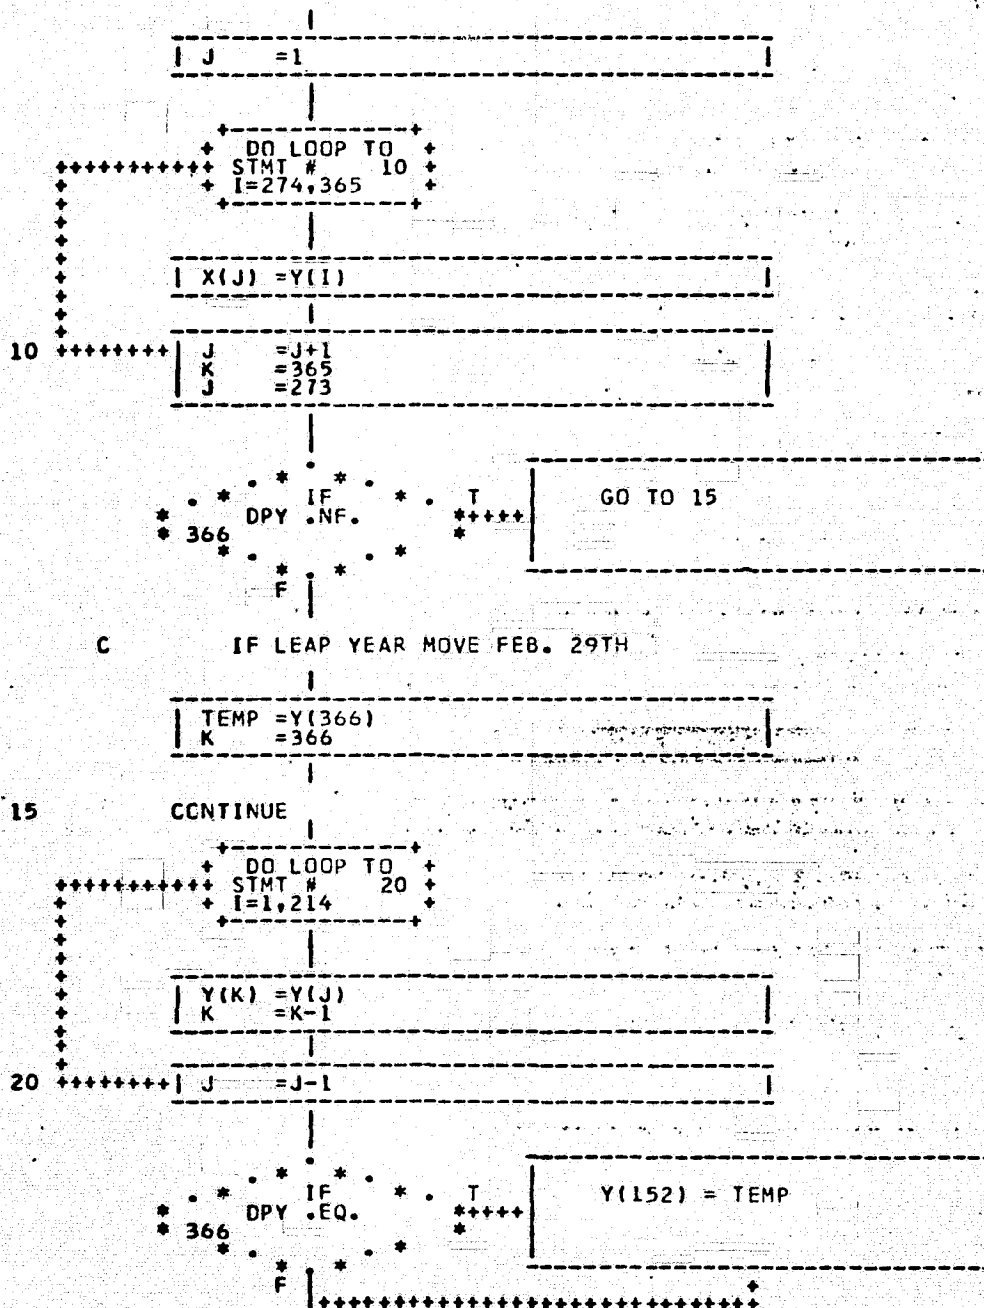 J =1
DO LOOP TO
STMT # 10
I=274,365
X(J) =Y(I)
10 J =J+1
K =365
J =273
IF
DPY .NE.
366
T
GO TO 15
F
C IF LEAP YEAR MOVE FEB. 29TH
TEMP =Y(366)
K =366
15 CONTINUE
DO LOOP TO
STMT # 20
I=1,214
Y(K) =Y(J)
K =K-1
20 J =J-1
IF
DPY .EQ.
366
T
Y(152) = TEMP
F